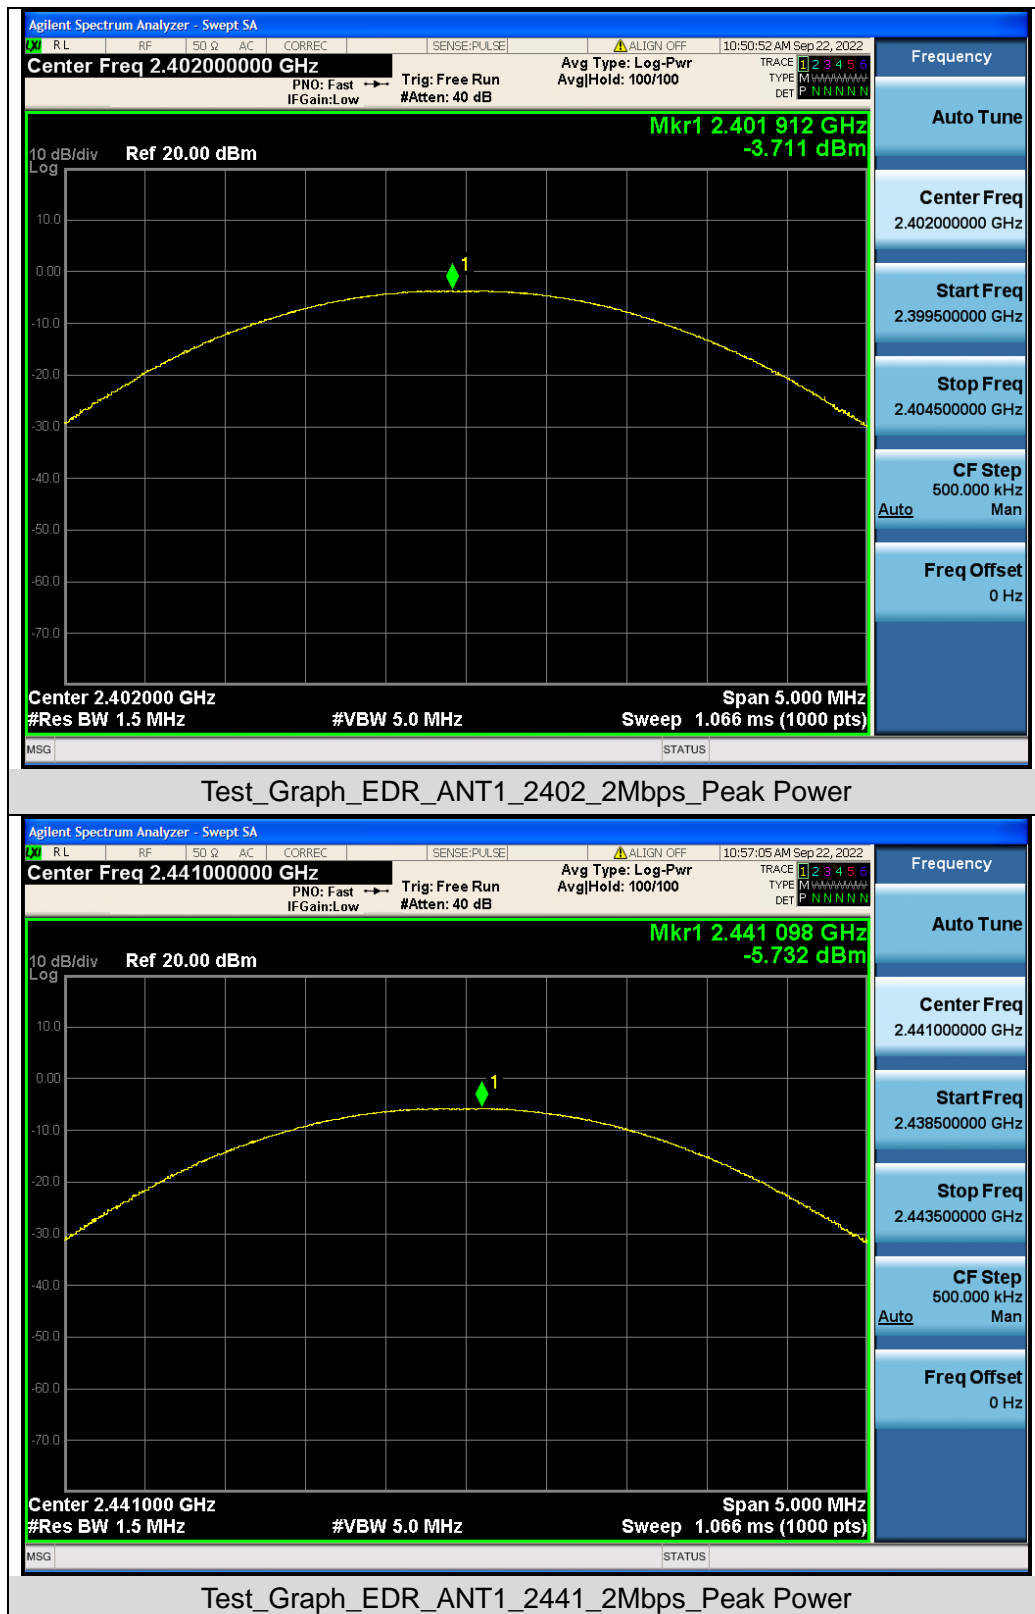 Agilent Spectrum Analyzer - Swept SA
LXI RL RF 50 Ω AC CORREC SENSE:PULSE ALIGN OFF 10:50:52 AM Sep 22, 2022
Center Freq 2.402000000 GHz
PNO: Fast
IFGain:Low
Trig: Free Run
#Atten: 40 dB
Avg Type: Log-Pwr
Avg|Hold: 100/100
TRACE 1 2 3 4 5 6
TYPE M WWWWW
DET P N N N N N
Mkr1 2.401 912 GHz
-3.711 dBm
10 dB/div Ref 20.00 dBm
Log
10.0
0.00
-10.0
-20.0
-30.0
-40.0
-50.0
-60.0
-70.0
1
Center 2.402000 GHz Span 5.000 MHz
#Res BW 1.5 MHz #VBW 5.0 MHz Sweep 1.066 ms (1000 pts)
MSG STATUS
Frequency
Auto Tune
Center Freq
2.402000000 GHz
Start Freq
2.399500000 GHz
Stop Freq
2.404500000 GHz
CF Step
500.000 kHz
Auto Man
Freq Offset
0 Hz
Test_Graph_EDR_ANT1_2402_2Mbps_Peak Power
Agilent Spectrum Analyzer - Swept SA
LXI RL RF 50 Ω AC CORREC SENSE:PULSE ALIGN OFF 10:57:05 AM Sep 22, 2022
Center Freq 2.441000000 GHz
PNO: Fast
IFGain:Low
Trig: Free Run
#Atten: 40 dB
Avg Type: Log-Pwr
Avg|Hold: 100/100
TRACE 1 2 3 4 5 6
TYPE M WWWWW
DET P N N N N N
Mkr1 2.441 098 GHz
-5.732 dBm
10 dB/div Ref 20.00 dBm
Log
10.0
0.00
-10.0
-20.0
-30.0
-40.0
-50.0
-60.0
-70.0
1
Center 2.441000 GHz Span 5.000 MHz
#Res BW 1.5 MHz #VBW 5.0 MHz Sweep 1.066 ms (1000 pts)
MSG STATUS
Frequency
Auto Tune
Center Freq
2.441000000 GHz
Start Freq
2.438500000 GHz
Stop Freq
2.443500000 GHz
CF Step
500.000 kHz
Auto Man
Freq Offset
0 Hz
Test_Graph_EDR_ANT1_2441_2Mbps_Peak Power